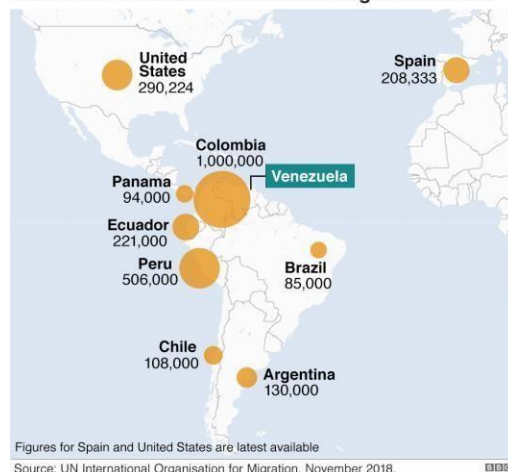 United
States
290,224
Spain
208,333
Colombia
1,000,000
Venezuela
Panama
94,000
Ecuador
221,000
Peru
506,000
Brazil
85,000
Chile
108,000
Argentina
130,000
Figures for Spain and United States are latest available
Source: UN International Organisation for Migration, November 2018.
BBC